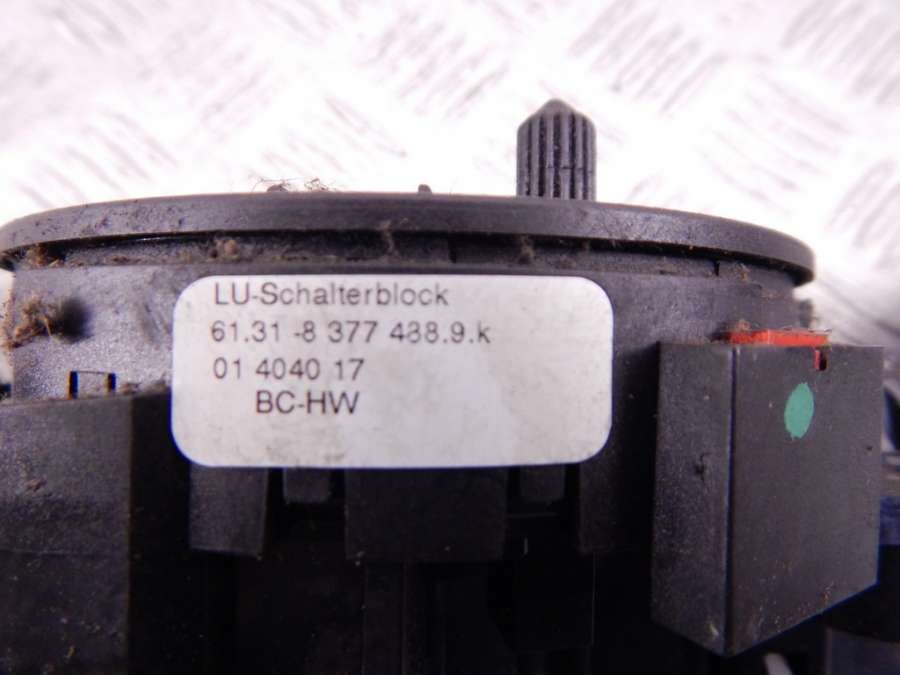 LU-Schalterblock
61.31 -8 377 488.9.k
01 4040 17
BC-HW